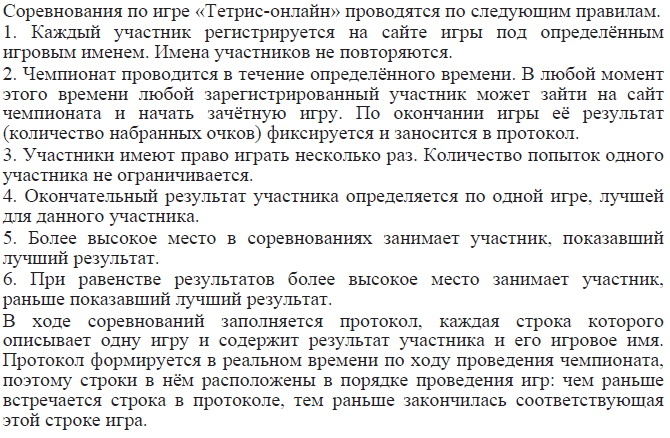 Соревнования по игре «Тетрис-онлайн» проводятся по следующим правилам.
1. Каждый участник регистрируется на сайте игры под определённым
игровым именем. Имена участников не повторяются.
2. Чемпионат проводится в течение определённого времени. В любой момент
этого времени любой зарегистрированный участник может зайти на сайт
чемпионата и начать зачётную игру. По окончании игры её результат
(количество набранных очков) фиксируется и заносится в протокол.
3. Участники имеют право играть несколько раз. Количество попыток одного
участника не ограничивается.
4. Окончательный результат участника определяется по одной игре, лучшей
для данного участника.
5. Более высокое место в соревнованиях занимает участник, показавший
лучший результат.
6. При равенстве результатов более высокое место занимает участник,
раньше показавший лучший результат.
В ходе соревнований заполняется протокол, каждая строка которого
описывает одну игру и содержит результат участника и его игровое имя.
Протокол формируется в реальном времени по ходу проведения чемпионата,
поэтому строки в нём расположены в порядке проведения игр: чем раньше
встречается строка в протоколе, тем раньше закончилась соответствующая
этой строке игра.